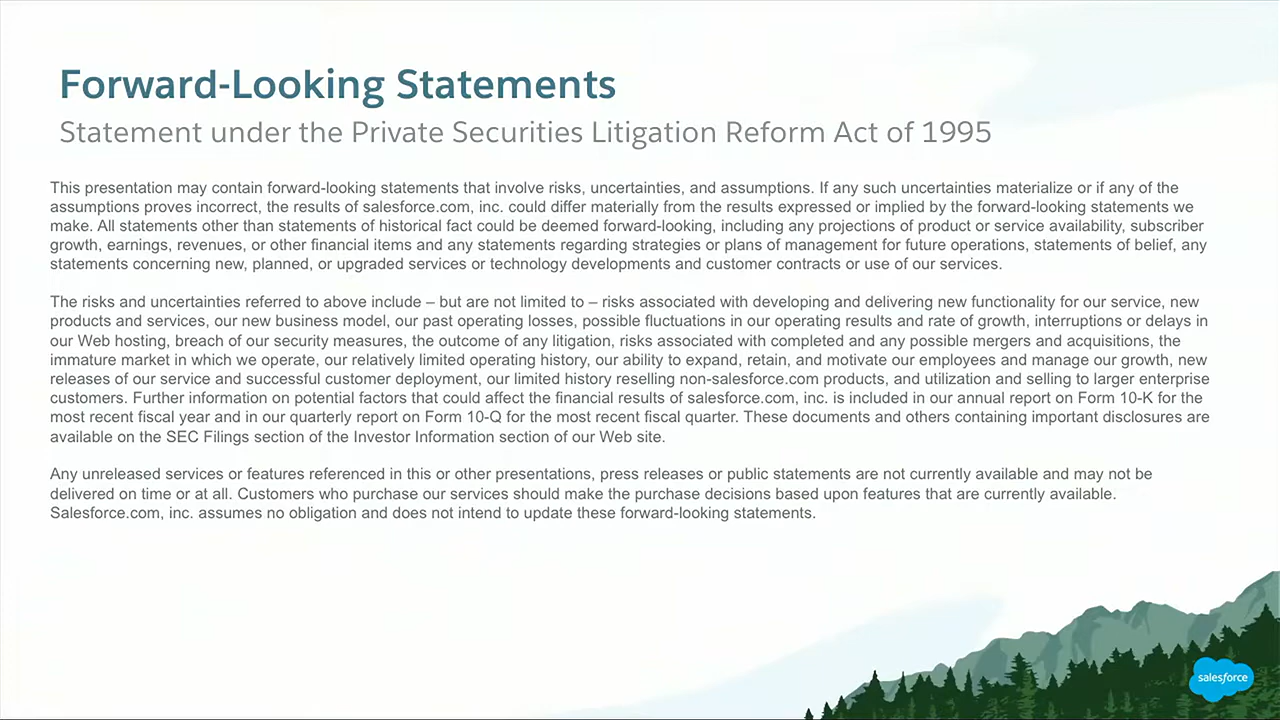 Forward-Looking Statements
Statement under the Private Securities Litigation Reform Act of 1995
This presentation may contain forward-looking statements that involve risks, uncertainties, and assumptions. If any such uncertainties materialize or if any of the
assumptions proves incorrect, the results of salesforce.com, inc. could differ materially from the results expressed or implied by the forward-looking statements we
make. All statements other than statements of historical fact could be deemed forward-looking, including any projections of product or service availability, subscriber
growth, earnings, revenues, or other financial items and any statements regarding strategies or plans of management for future operations, statements of belief, any
statements concerning new, planned, or upgraded services or technology developments and customer contracts or use of our services.
The risks and uncertainties referred to above include – but are not limited to – risks associated with developing and delivering new functionality for our service, new
products and services, our new business model, our past operating losses, possible fluctuations in our operating results and rate of growth, interruptions or delays in
our Web hosting, breach of our security measures, the outcome of any litigation, risks associated with completed and any possible mergers and acquisitions, the
immature market in which we operate, our relatively limited operating history, our ability to expand, retain, and motivate our employees and manage our growth, new
releases of our service and successful customer deployment, our limited history reselling non-salesforce.com products, and utilization and selling to larger enterprise
customers. Further information on potential factors that could affect the financial results of salesforce.com, inc. is included in our annual report on Form 10-K for the
most recent fiscal year and in our quarterly report on Form 10-Q for the most recent fiscal quarter. These documents and others containing important disclosures are
available on the SEC Filings section of the Investor Information section of our Web site.
Any unreleased services or features referenced in this or other presentations, press releases or public statements are not currently available and may not be
delivered on time or at all. Customers who purchase our services should make the purchase decisions based upon features that are currently available.
Salesforce.com, inc. assumes no obligation and does not intend to update these forward-looking statements.
salesforce